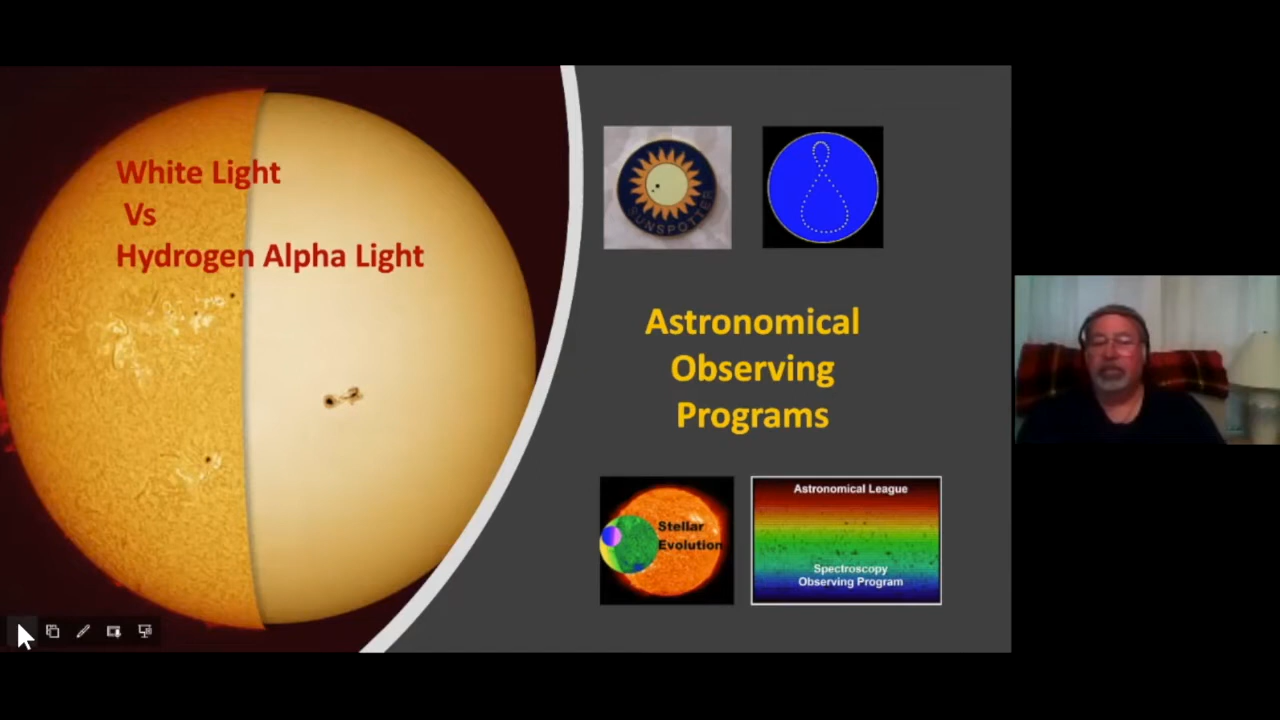 White Light
Vs
Hydrogen Alpha Light
SUNSPOTTER
Astronomical
Observing
Programs
Stellar
Evolution
Astronomical League
Spectroscopy
Observing Program